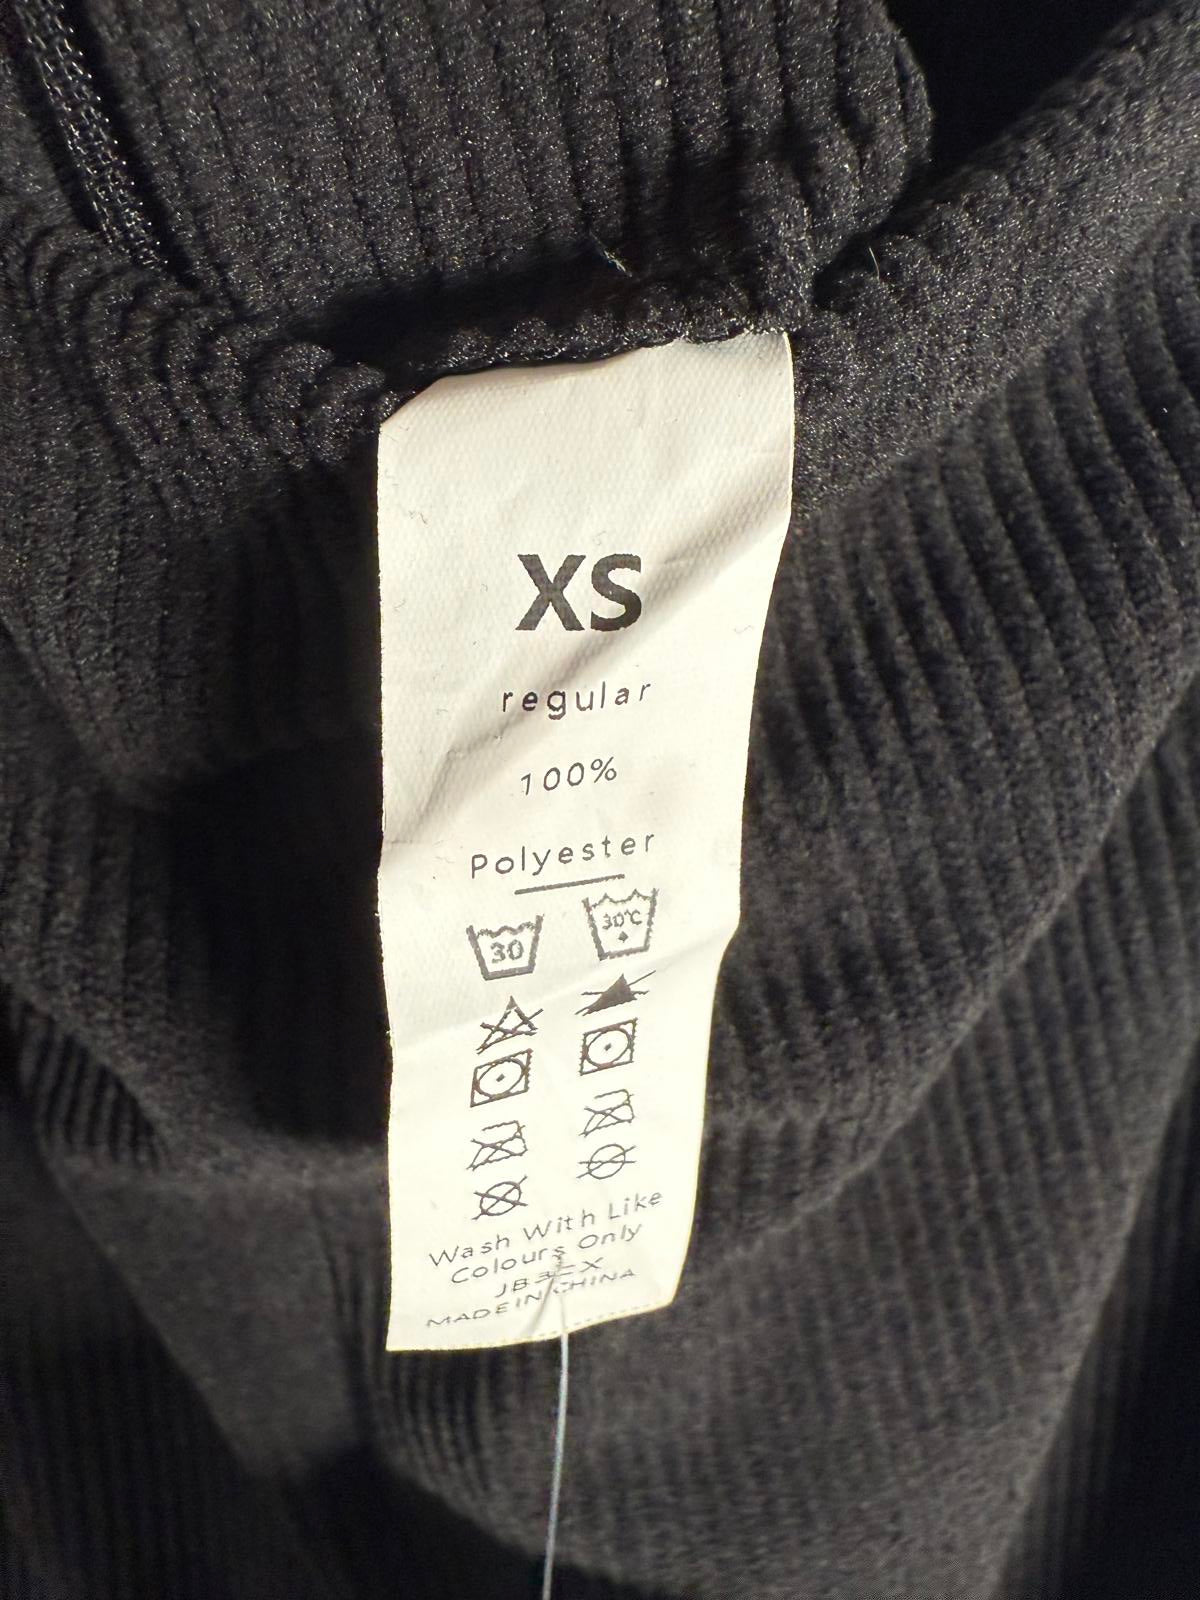 XS
regular
100%
Polyester
30 30°C
Wash With Like
Colours Only
MADE IN CHINA